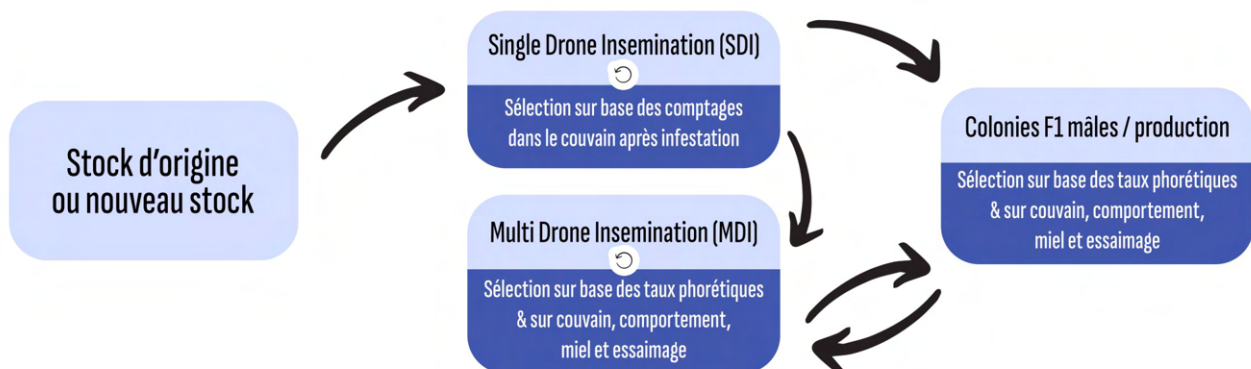 Stock d'origine
ou nouveau stock
Single Drone Insemination (SDI)
Sélection sur base des comptages
dans le couvain après infestation
Multi Drone Insemination (MDI)
Sélection sur base des taux phorétiques
& sur couvain, comportement,
miel et essaimage
Colonies F1 mâles / production
Sélection sur base des taux phorétiques
& sur couvain, comportement,
miel et essaimage